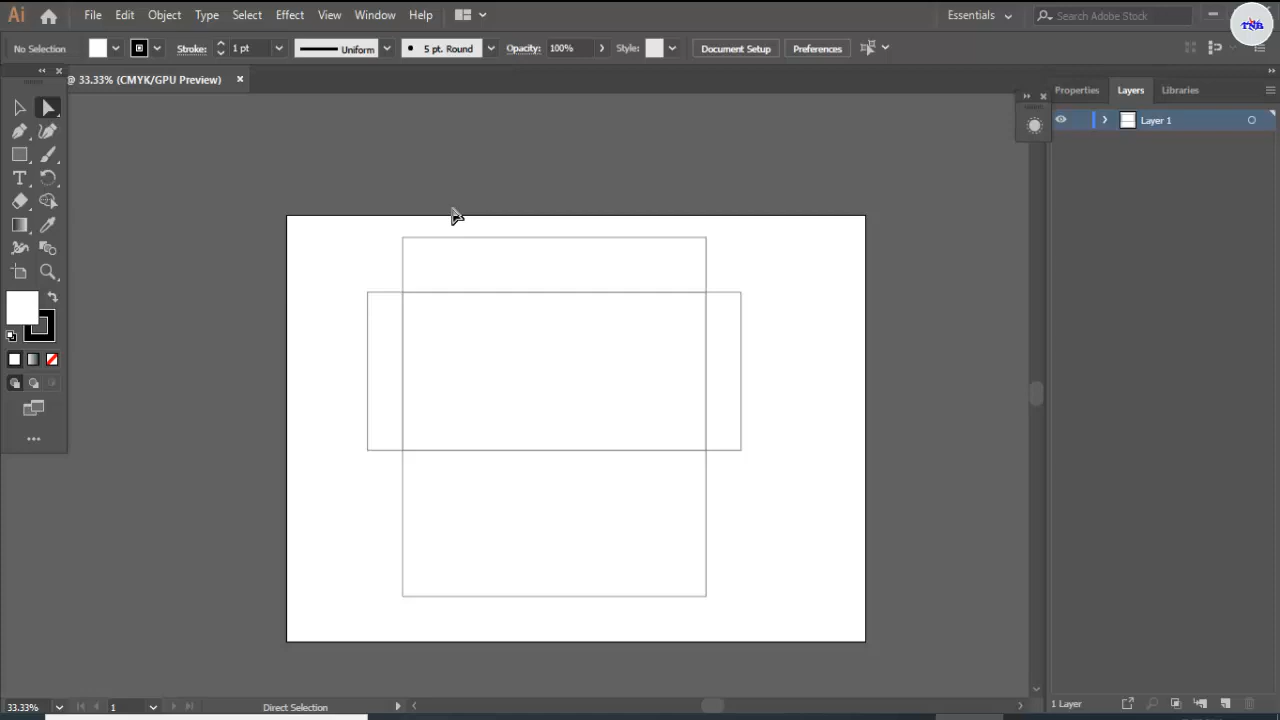 Ai File Edit Object Type Select Effect View Window Help Essentials Search Adobe Stock
TNB
No Selection Stroke: 1 pt Uniform 5 pt. Round Opacity: 100% Style: Document Setup Preferences
@ 33.33% (CMYK/GPU Preview)
Properties Layers Libraries
Layer 1
33.33% 1 Direct Selection 1 Layer